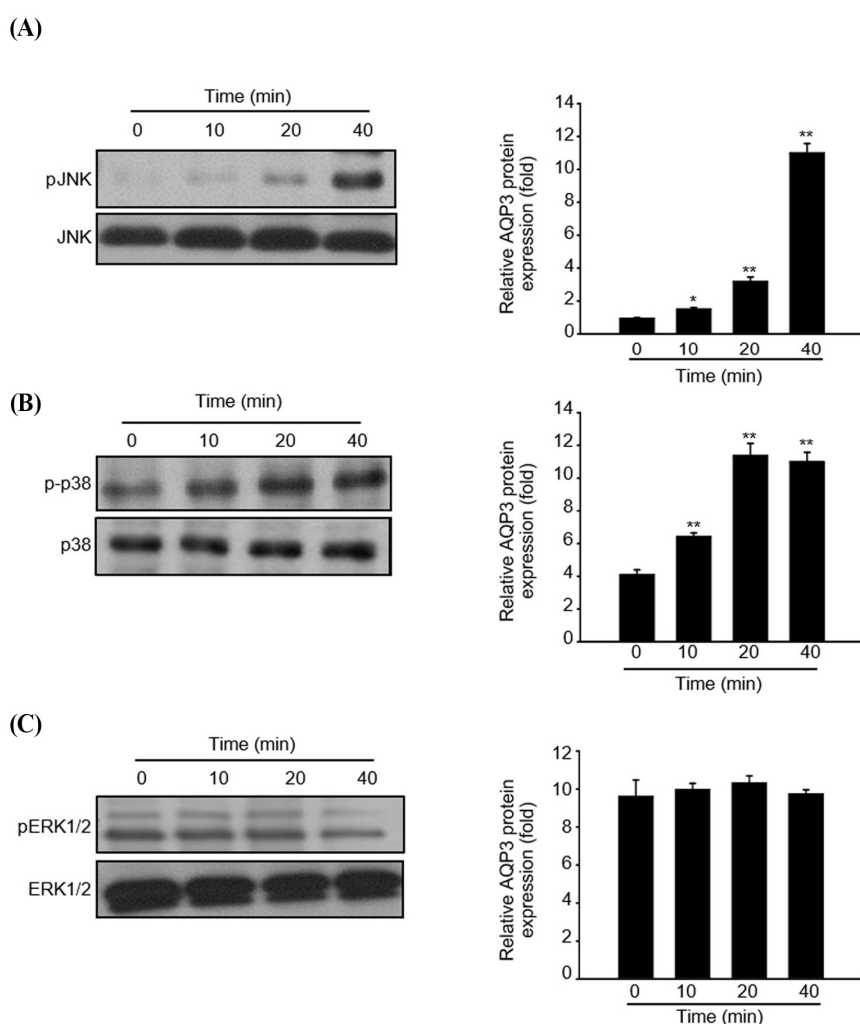 (A)
Time (min)
0 10 20 40
pJNK
JNK
Relative AQP3 protein
expression (fold)
14
12
10
8
6
4
2
0
*
**
**
0 10 20 40
Time (min)
(B)
Time (min)
0 10 20 40
p-p38
p38
Relative AQP3 protein
expression (fold)
14
12
10
8
6
4
2
0
**
**
**
0 10 20 40
Time (min)
(C)
Time (min)
0 10 20 40
pERK1/2
ERK1/2
Relative AQP3 protein
expression (fold)
12
10
8
6
4
2
0
0 10 20 40
Time (min)